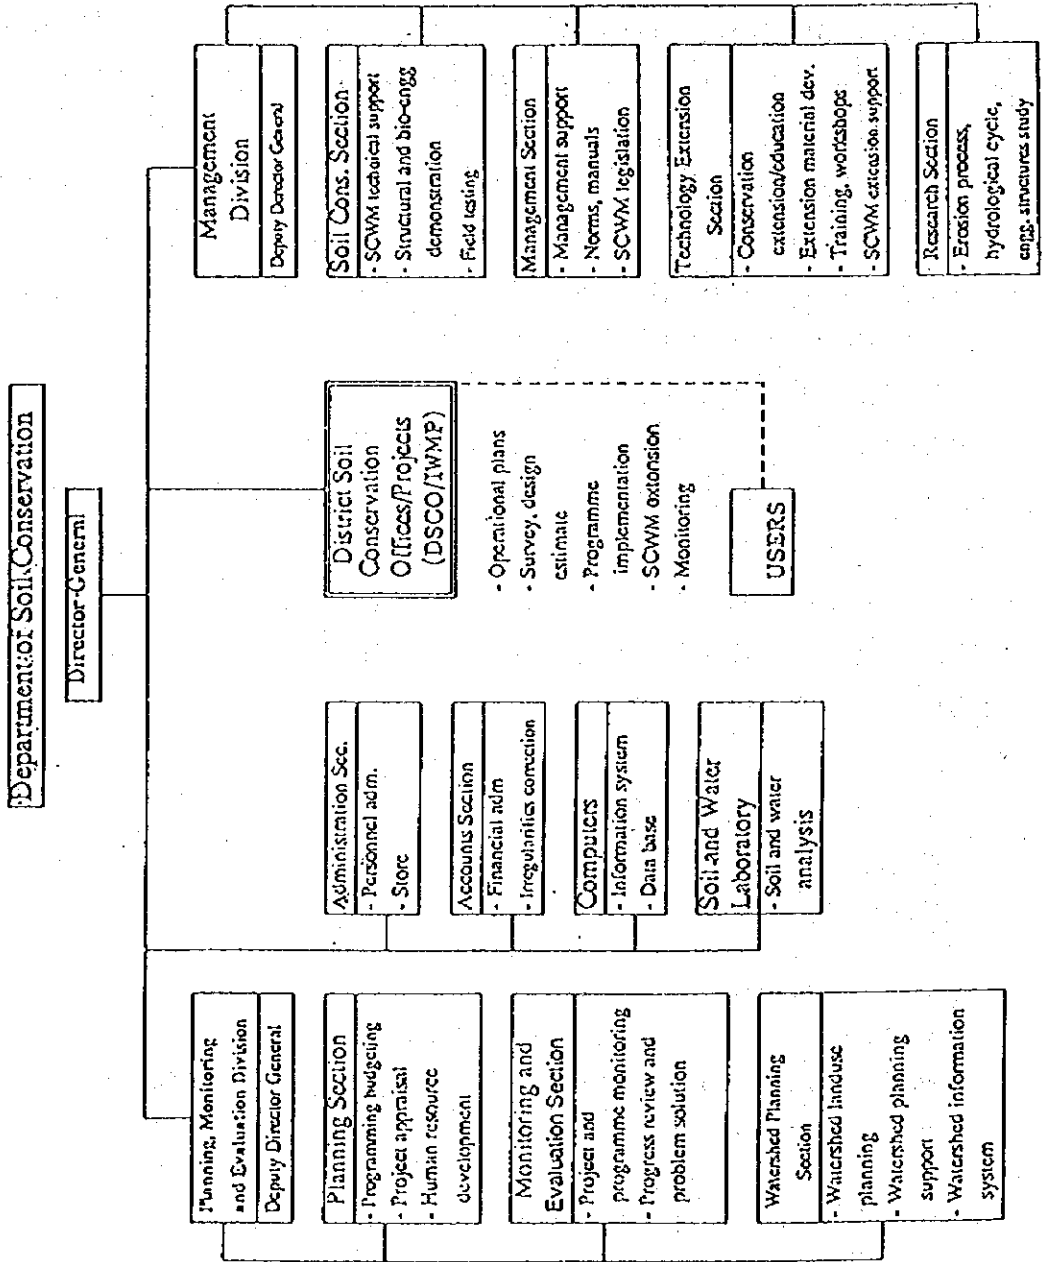 Department of Soil Conservation
Director-General
Planning, Monitoring
and Evaluation Division
Deputy Director General
Planning Section
- Programming budgeting
- Project appraisal
- Human resource
development
Monitoring and
Evaluation Section
- Project and
programme monitoring
- Progress review and
problem solution
Watershed Planning
Section
- Watershed landuse
planning
- Watershed planning
support
- Watershed information
system
Administration Sec.
- Personnel adm.
- Store
Accounts Section
- Financial adm
- Irregularities correction
Computers
- Information system
- Data base
Soil and Water
Laboratory
- Soil and water
analysis
District Soil
Conservation
Offices/Projects
(DSCO/IWMP)
- Operational plans
- Survey, design
estimate
- Programme
implementation
- SCWM extension
- Monitoring
USERS
Management
Division
Deputy Director General
Soil Cons. Section
- SCWM technical support
- Structural and bio-engg
demonstration
- Field testing
Management Section
- Management support
- Norms, manuals
- SCWM legislation
Technology Extension
Section
- Conservation
extension/education
- Extension material dev.
- Training, workshops
- SCWM extension support
Research Section
- Erosion process,
hydrological cycle,
engg. structures study